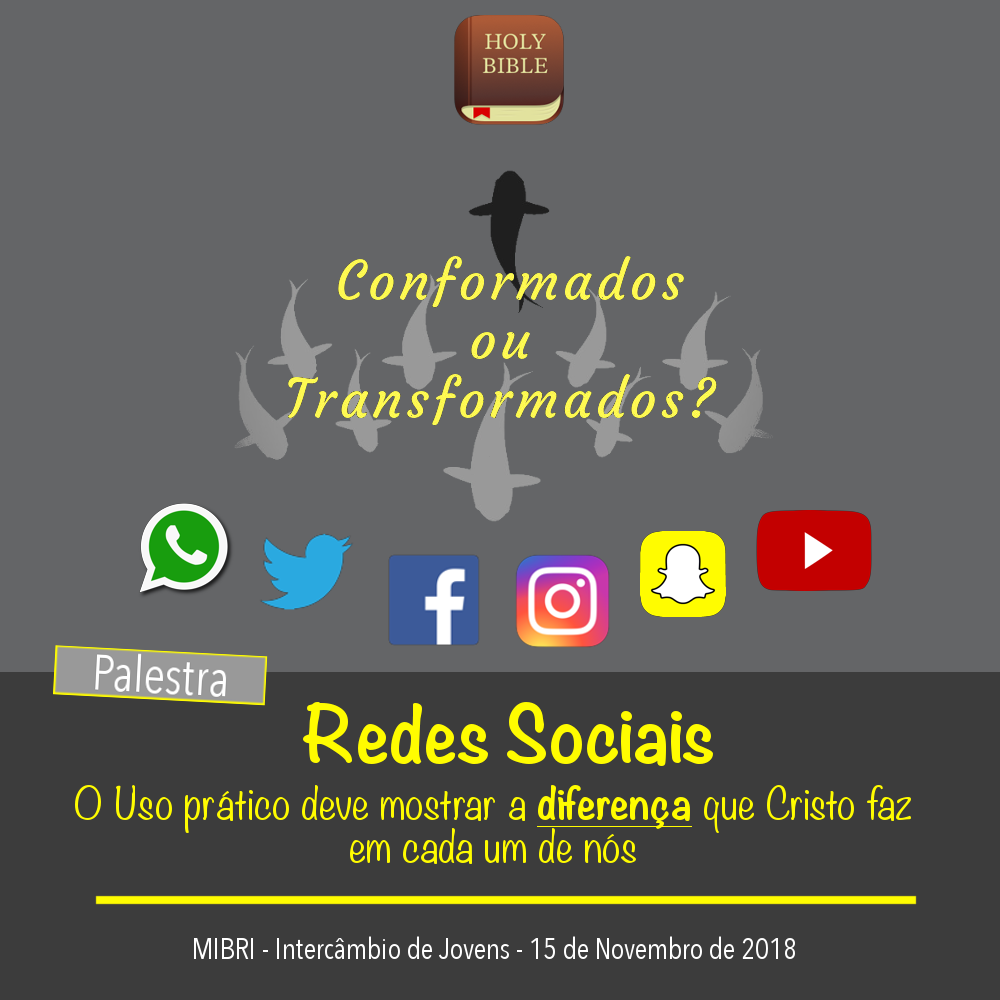 HOLY
BIBLE
Conformados
ou
Transformados?
Palestra
Redes Sociais
O Uso prático deve mostrar a diferença que Cristo faz
em cada um de nós
MIBRI - Intercâmbio de Jovens - 15 de Novembro de 2018